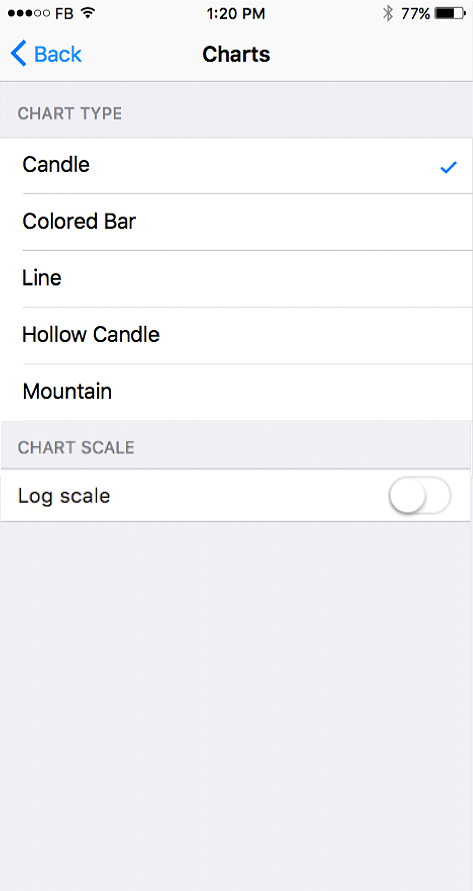 FB 1:20 PM 77%
Back Charts
CHART TYPE
Candle
Colored Bar
Line
Hollow Candle
Mountain
CHART SCALE
Log scale